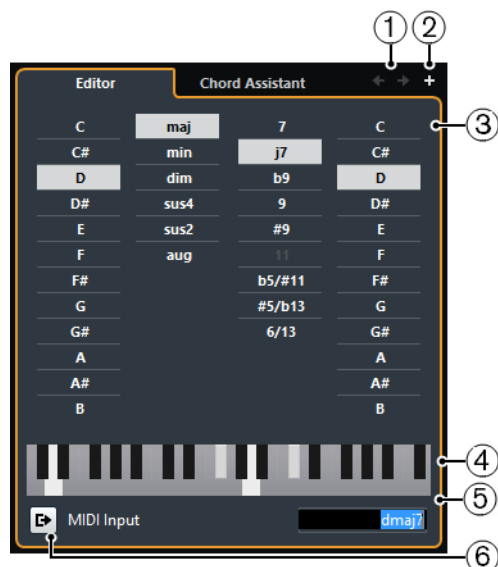 1 2
Editor Chord Assistant ← → +
C maj 7 C 3
C# min j7 C#
D dim b9 D
D# sus4 9 D#
E sus2 #9 E
F aug 11 F
F# b5/#11 F#
G #5/b13 G
G# 6/13 G#
A A
A# A#
B B
4
5
MIDI Input dmaj7
6